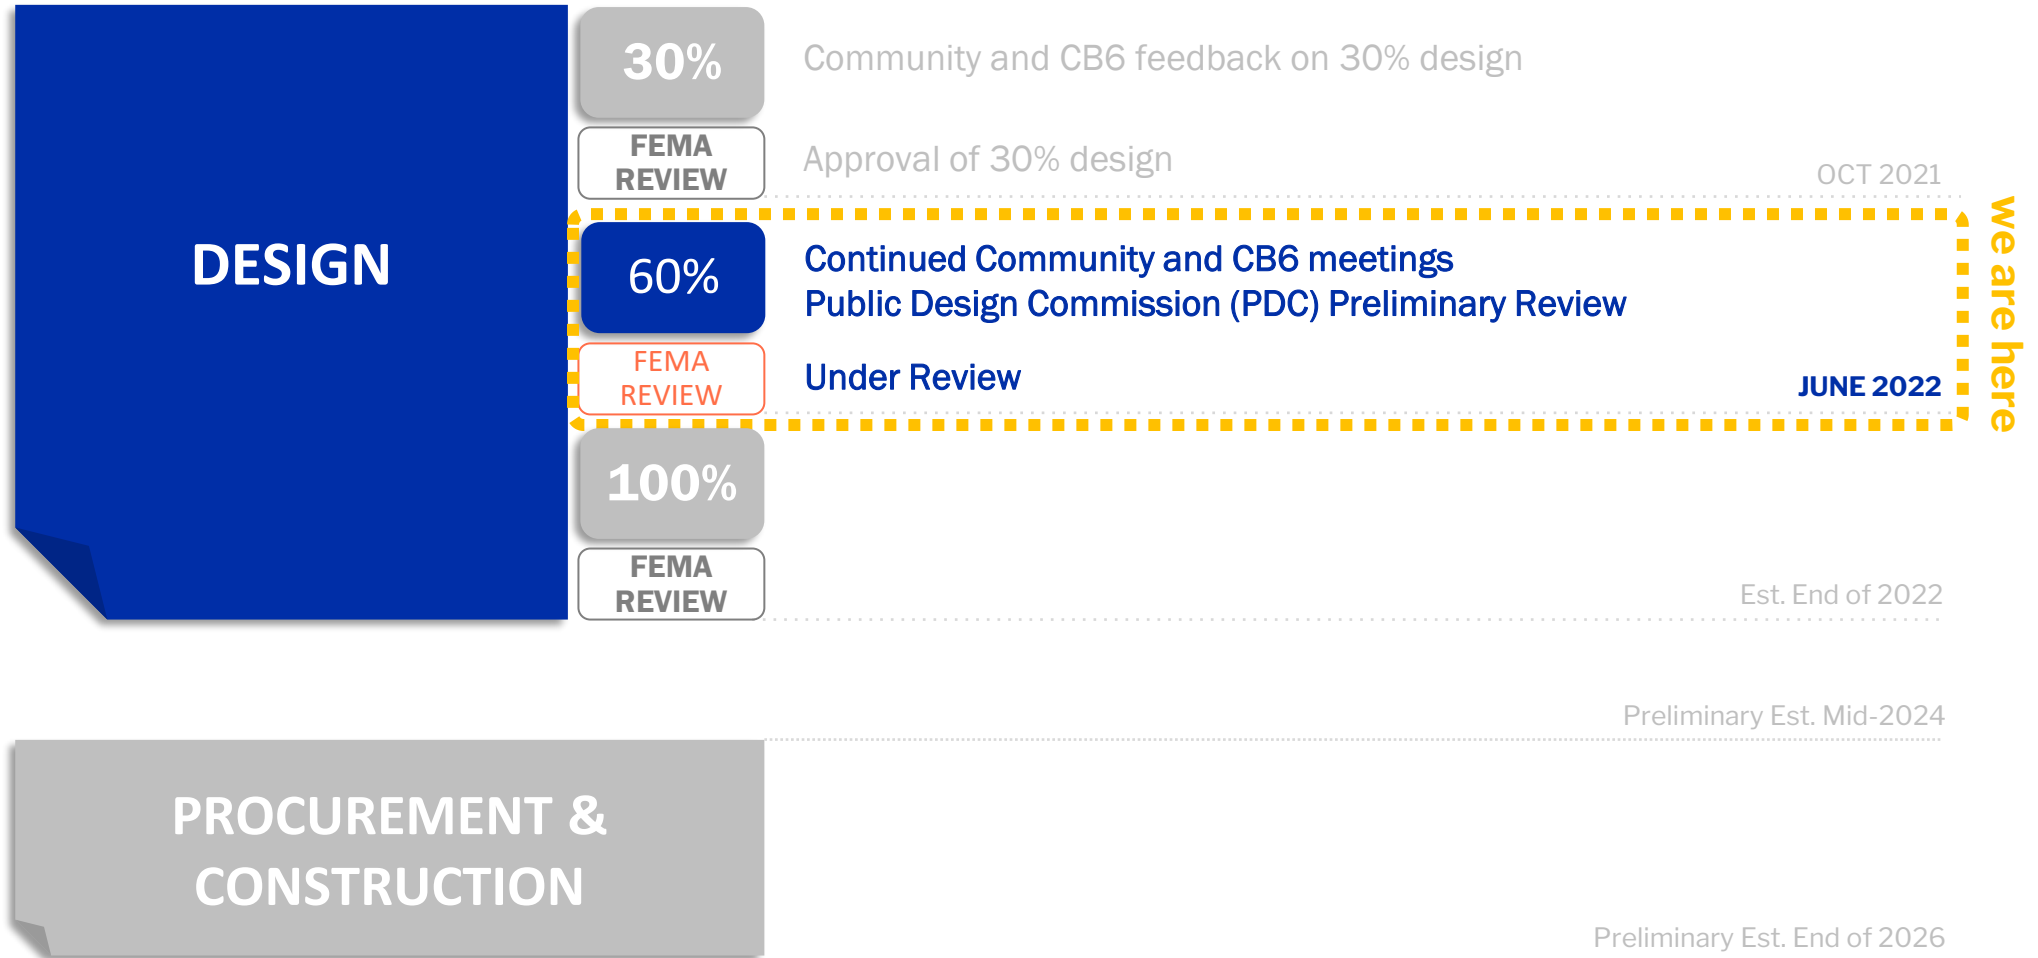 DESIGN
30%
Community and CB6 feedback on 30% design
FEMA
REVIEW
Approval of 30% design
OCT 2021
60%
Continued Community and CB6 meetings
Public Design Commission (PDC) Preliminary Review
FEMA
REVIEW
Under Review
JUNE 2022
we are here
100%
FEMA
REVIEW
Est. End of 2022
Preliminary Est. Mid-2024
PROCUREMENT &
CONSTRUCTION
Preliminary Est. End of 2026